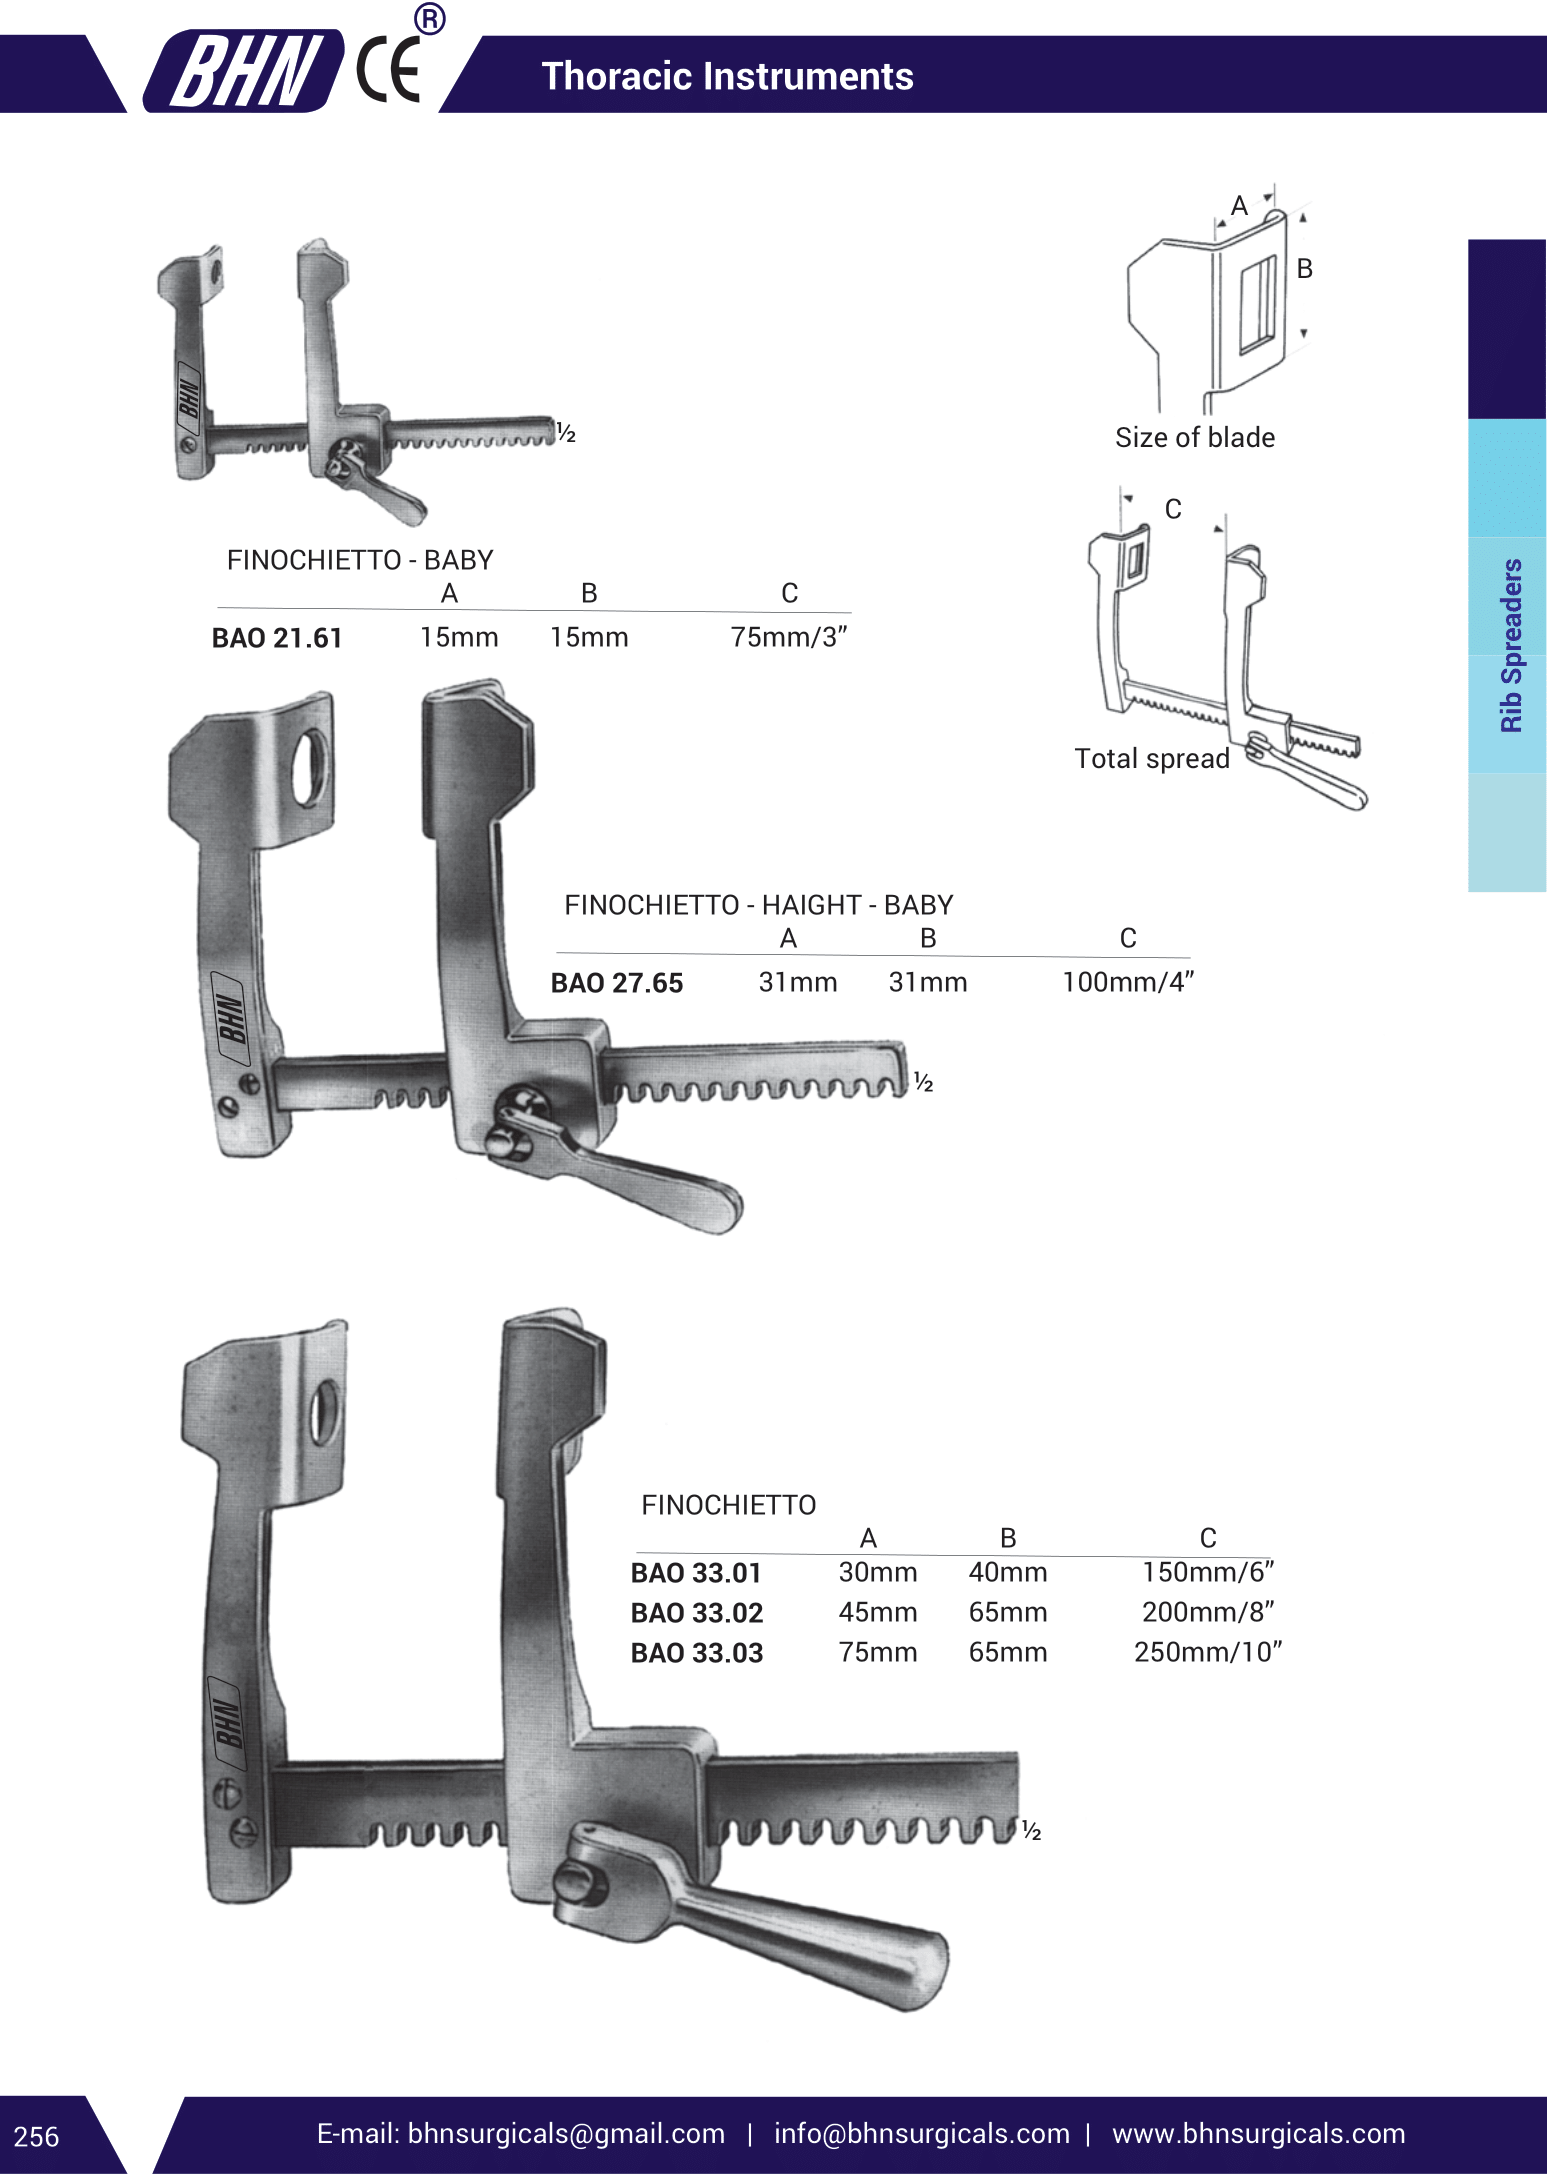 BHN CE ®
Thoracic Instruments
A
B
Size of blade
C
Total spread
Rib Spreaders
BHN
½
FINOCHIETTO - BABY
A B C
BAO 21.61 15mm 15mm 75mm/3”
FINOCHIETTO - HAIGHT - BABY
A B C
BAO 27.65 31mm 31mm 100mm/4”
BHN
½
FINOCHIETTO
A B C
BAO 33.01 30mm 40mm 150mm/6”
BAO 33.02 45mm 65mm 200mm/8”
BAO 33.03 75mm 65mm 250mm/10”
BHN
½
256
E-mail: bhnsurgicals@gmail.com | info@bhnsurgicals.com | www.bhnsurgicals.com